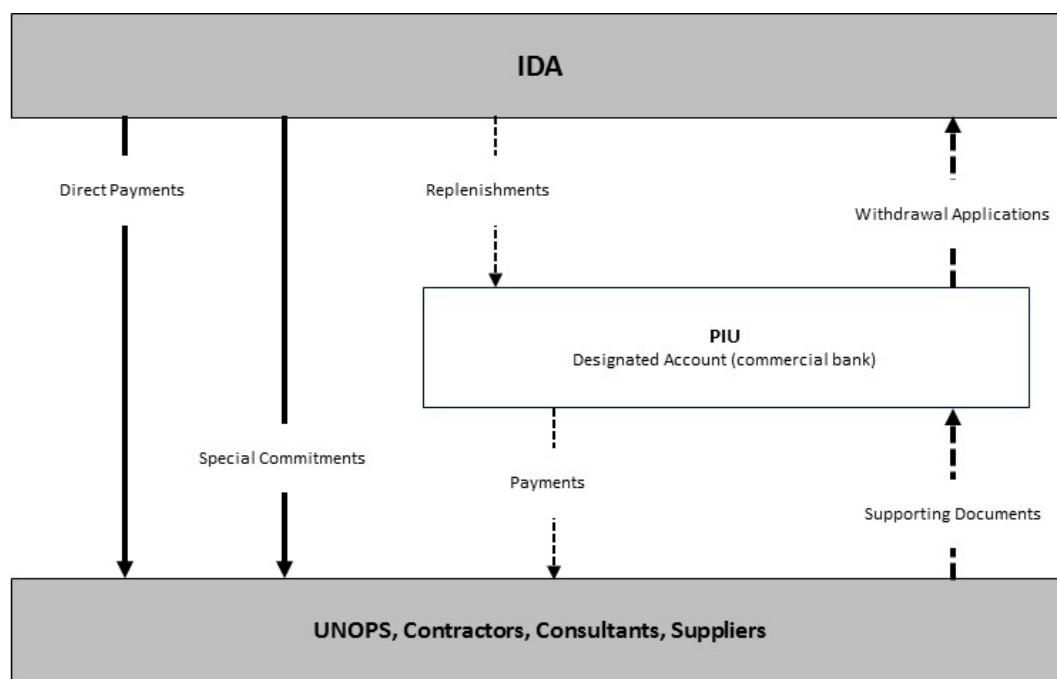 IDA
Direct Payments
Replenishments
Withdrawal Applications
PIU
Designated Account (commercial bank)
Special Commitments
Payments
Supporting Documents
UNOPS, Contractors, Consultants, Suppliers